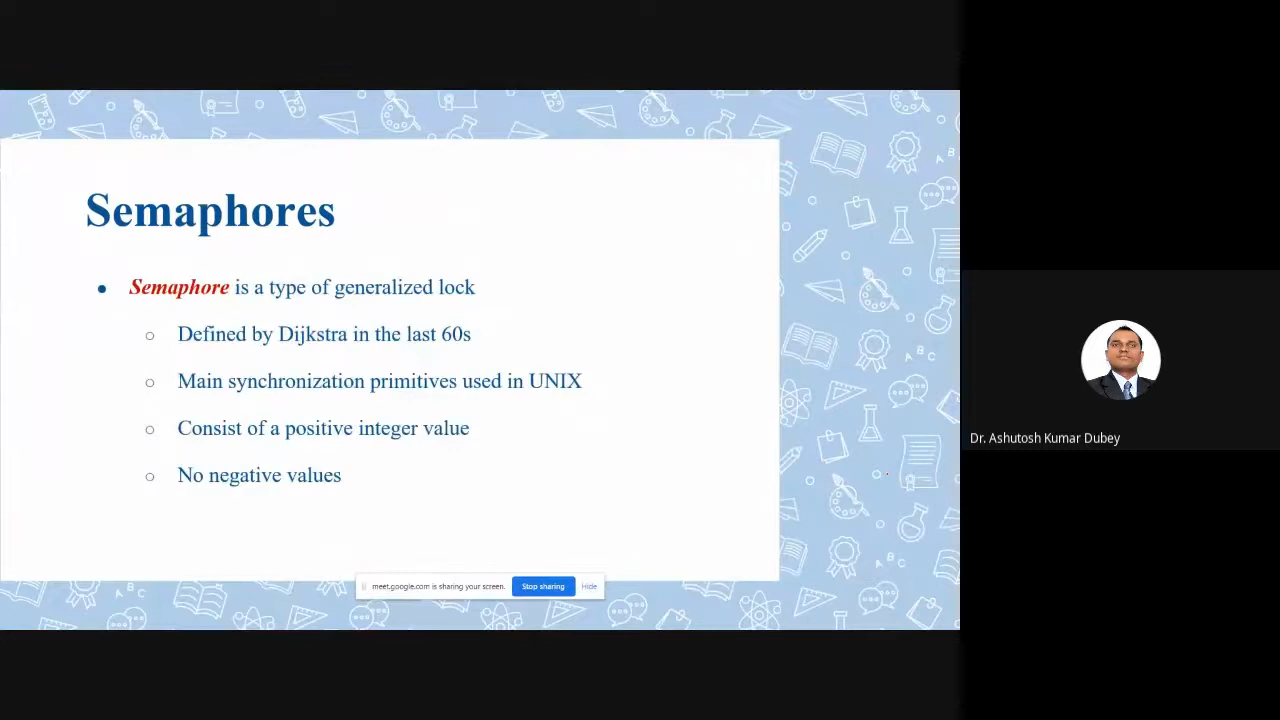 Semaphores
Semaphore is a type of generalized lock
Defined by Dijkstra in the last 60s
Main synchronization primitives used in UNIX
Consist of a positive integer value
No negative values
meet.google.com is sharing your screen. Stop sharing Hide
Dr. Ashutosh Kumar Dubey